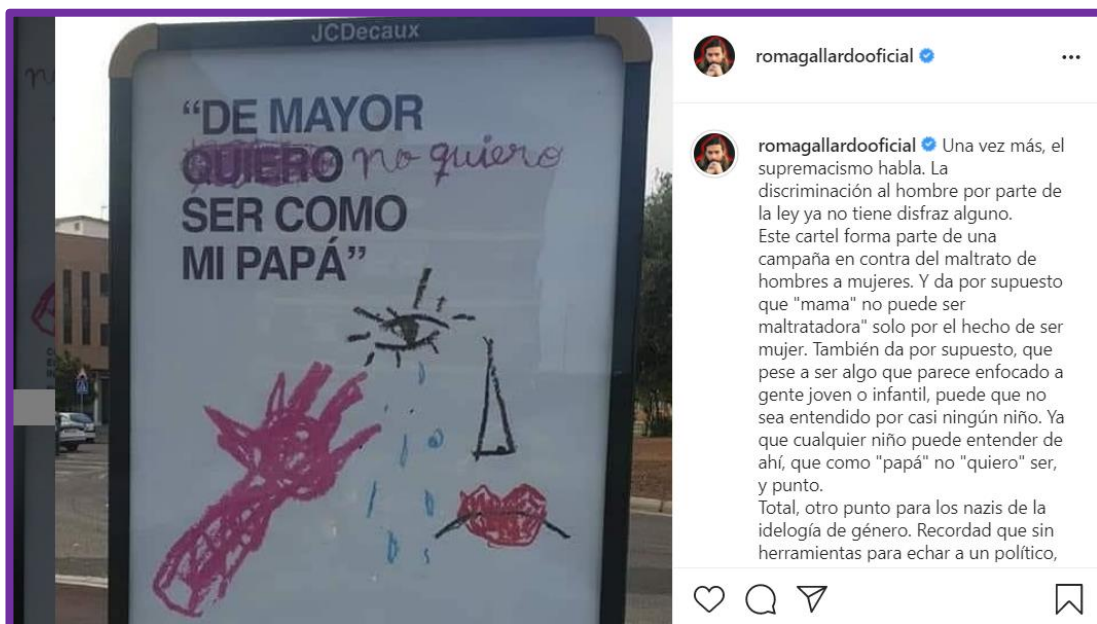 JCDecaux
"DE MAYOR
QUIERO no quiero
SER COMO
MI PAPÁ"
romagallardooficial
romagallardooficial Una vez más, el
supremacismo habla. La
discriminación al hombre por parte de
la ley ya no tiene disfraz alguno.
Este cartel forma parte de una
campaña en contra del maltrato de
hombres a mujeres. Y da por supuesto
que "mama" no puede ser
maltratadora" solo por el hecho de ser
mujer. También da por supuesto, que
pese a ser algo que parece enfocado a
gente joven o infantil, puede que no
sea entendido por casi ningún niño. Ya
que cualquier niño puede entender de
ahí, que como "papá" no "quiero" ser,
y punto.
Total, otro punto para los nazis de la
idelogía de género. Recordad que sin
herramientas para echar a un político,